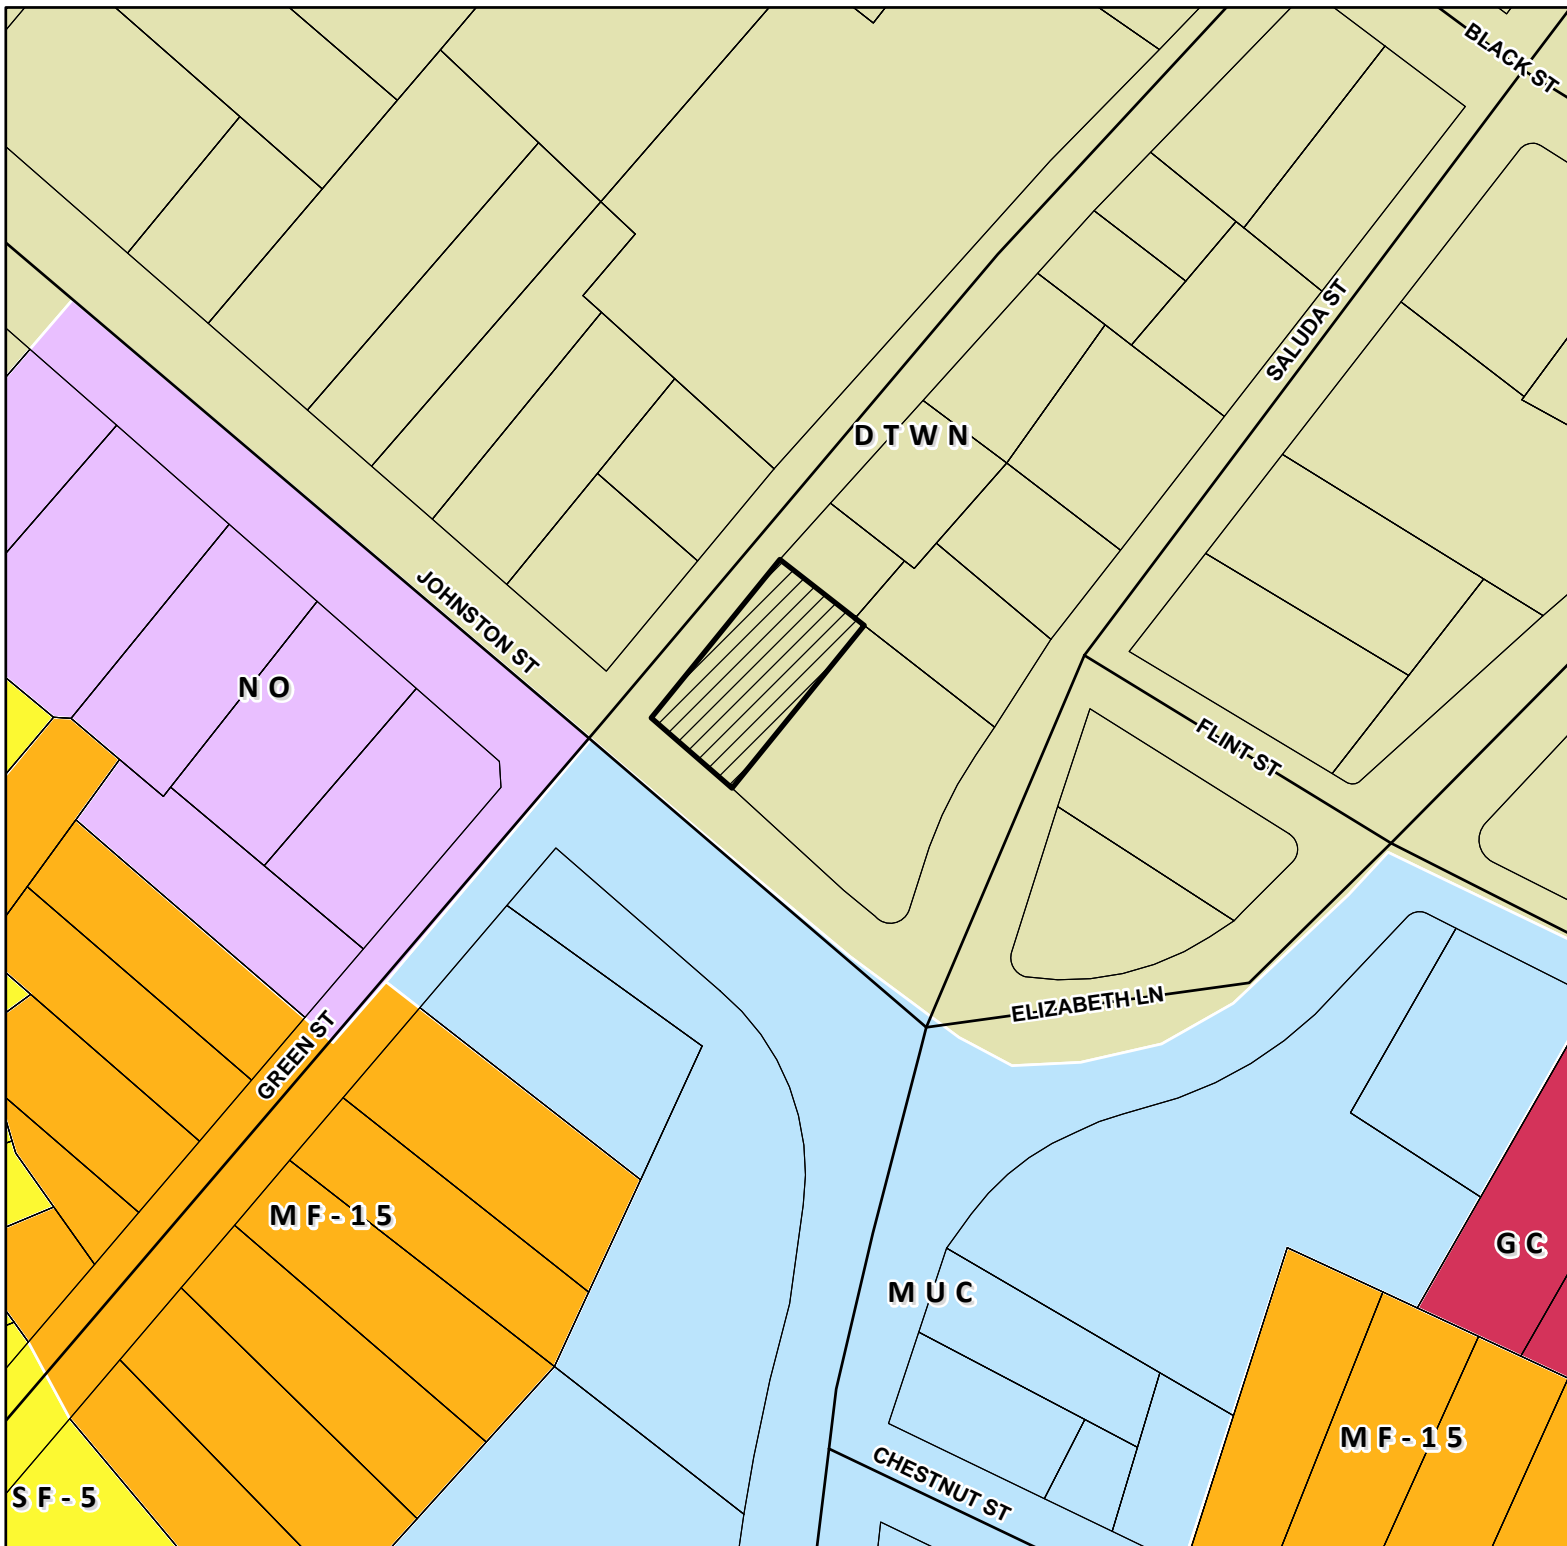 BLACK ST
SALUDA ST
DTWN
JOHNSTON ST
NO
FLINT ST
ELIZABETH LN
GREEN ST
MF-15
GC
MUC
MF-15
CHESTNUT ST
SF-5